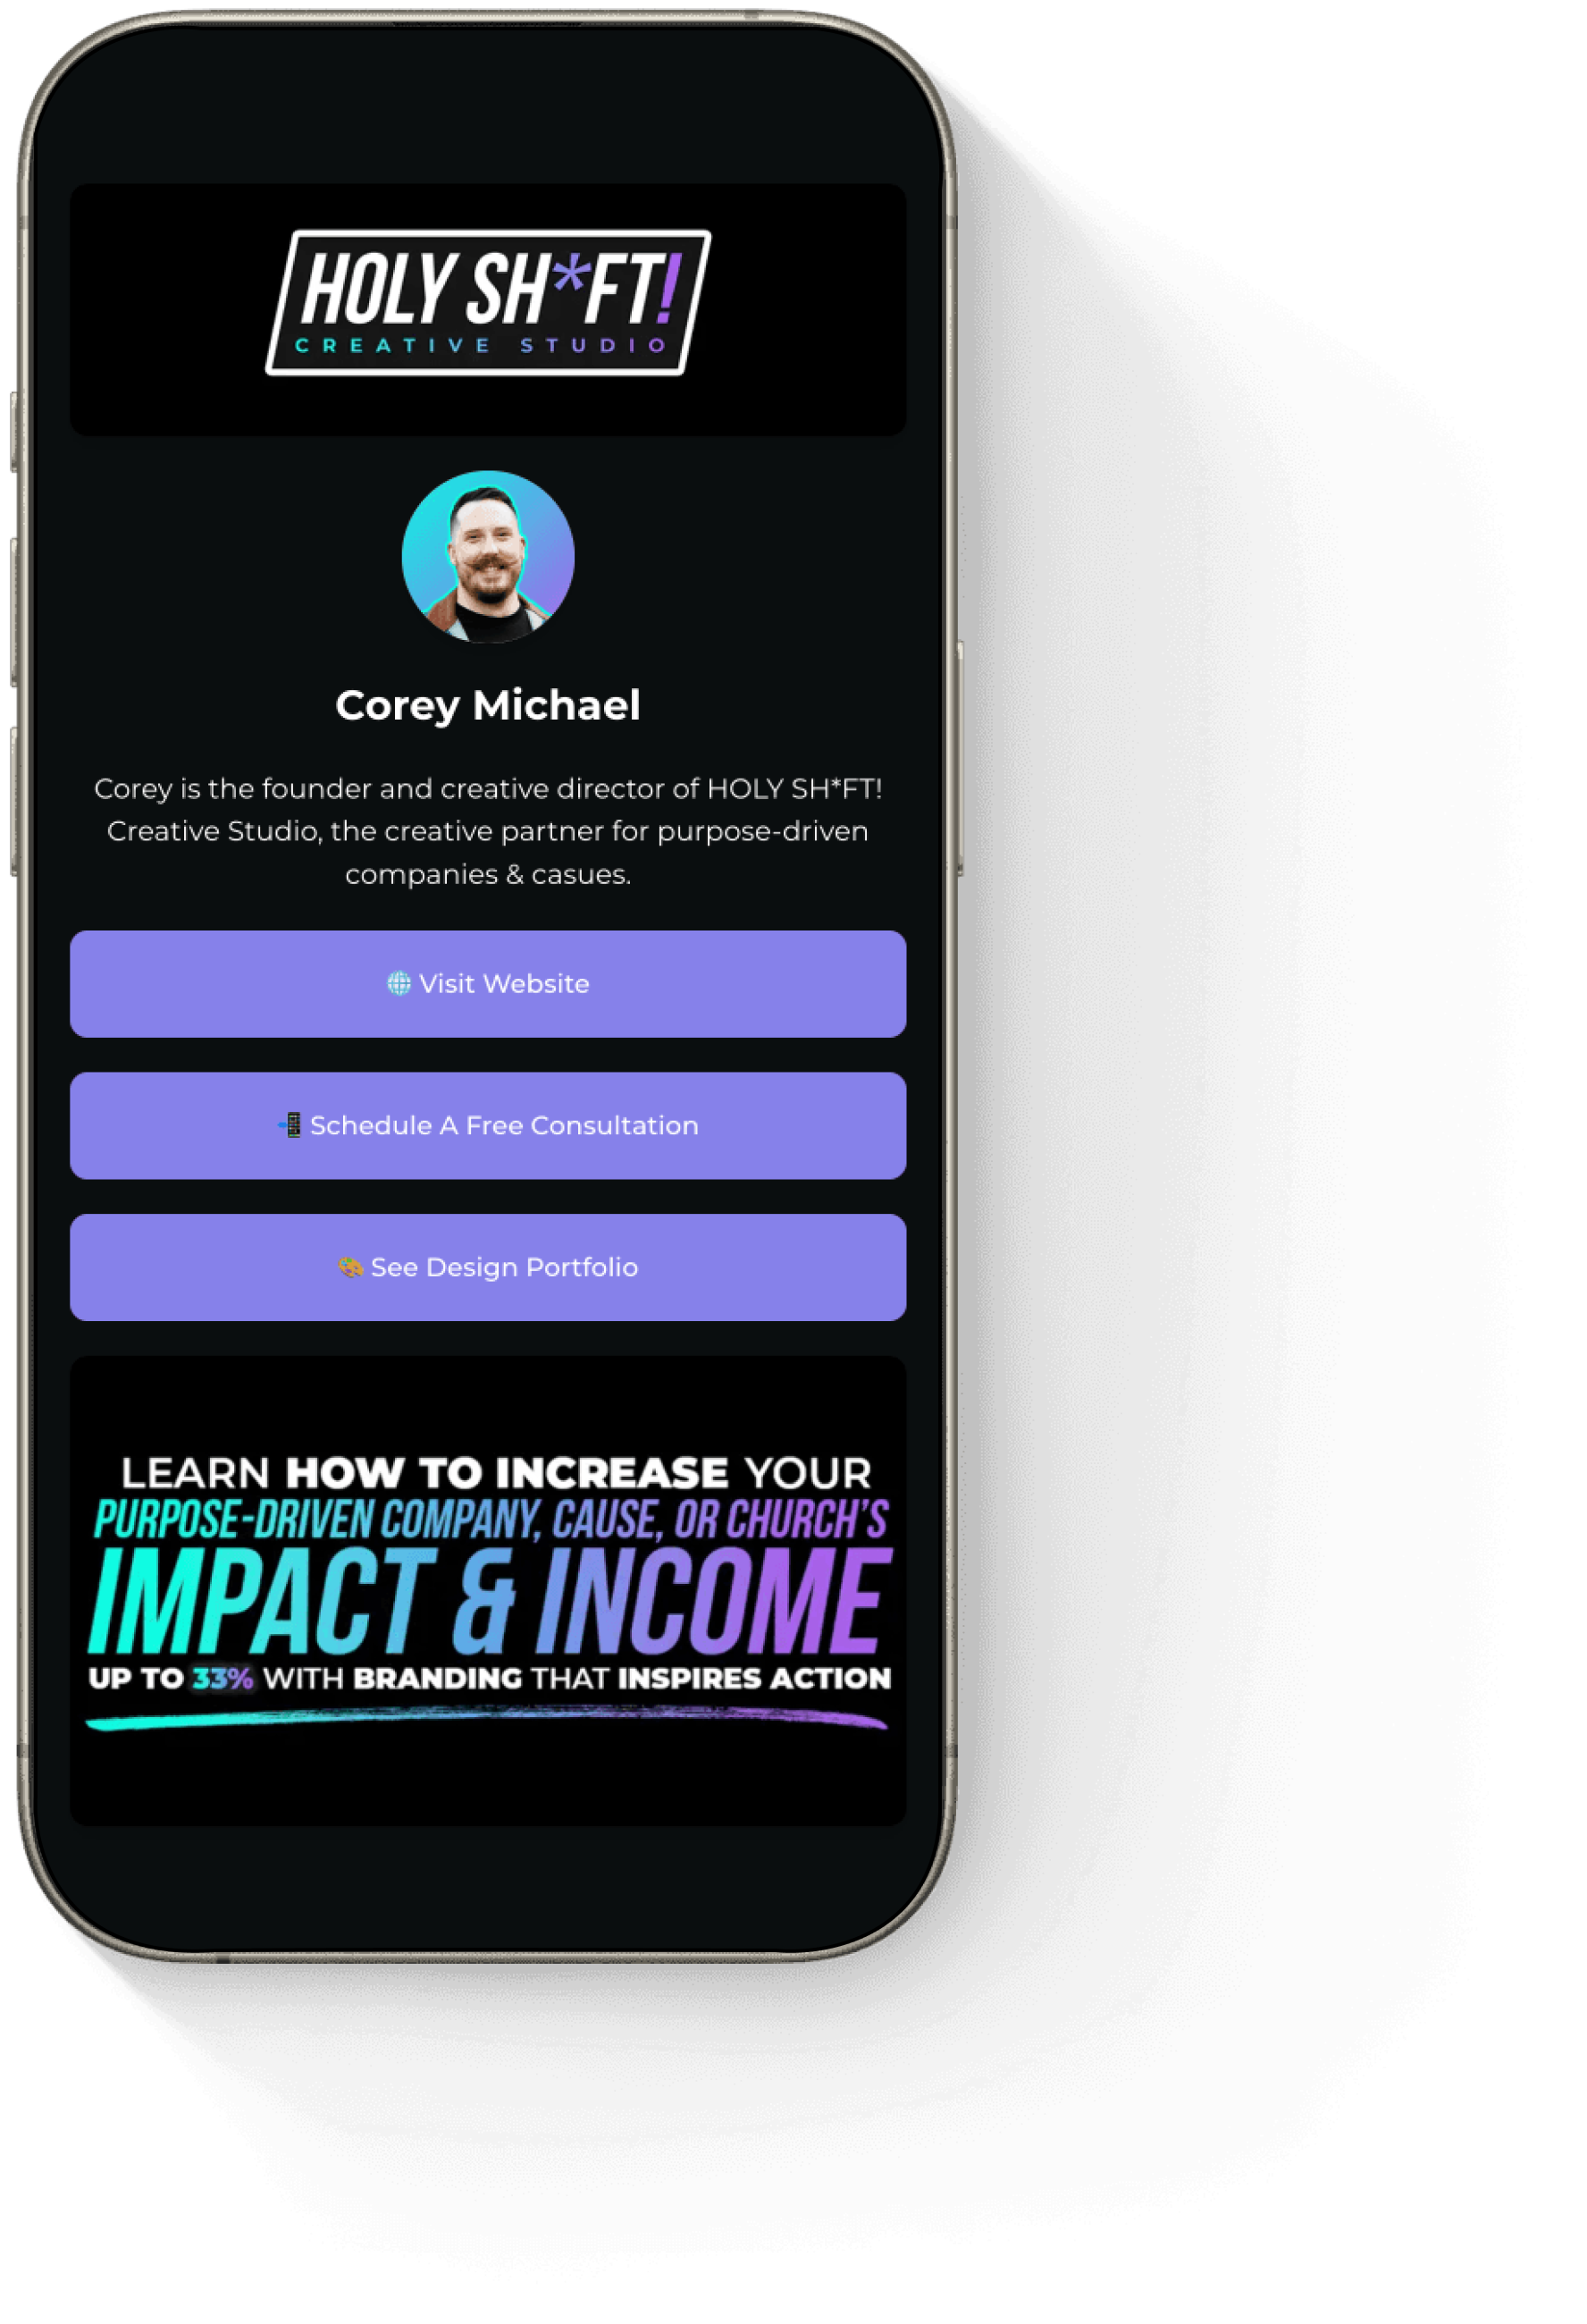 HOLY SH*FT!
CREATIVE STUDIO
Corey Michael
Corey is the founder and creative director of HOLY SH*FT!
Creative Studio, the creative partner for purpose-driven
companies & casues.
🌐 Visit Website
📲 Schedule A Free Consultation
🎨 See Design Portfolio
LEARN HOW TO INCREASE YOUR
PURPOSE-DRIVEN COMPANY, CAUSE, OR CHURCH'S
IMPACT & INCOME
UP TO 33% WITH BRANDING THAT INSPIRES ACTION